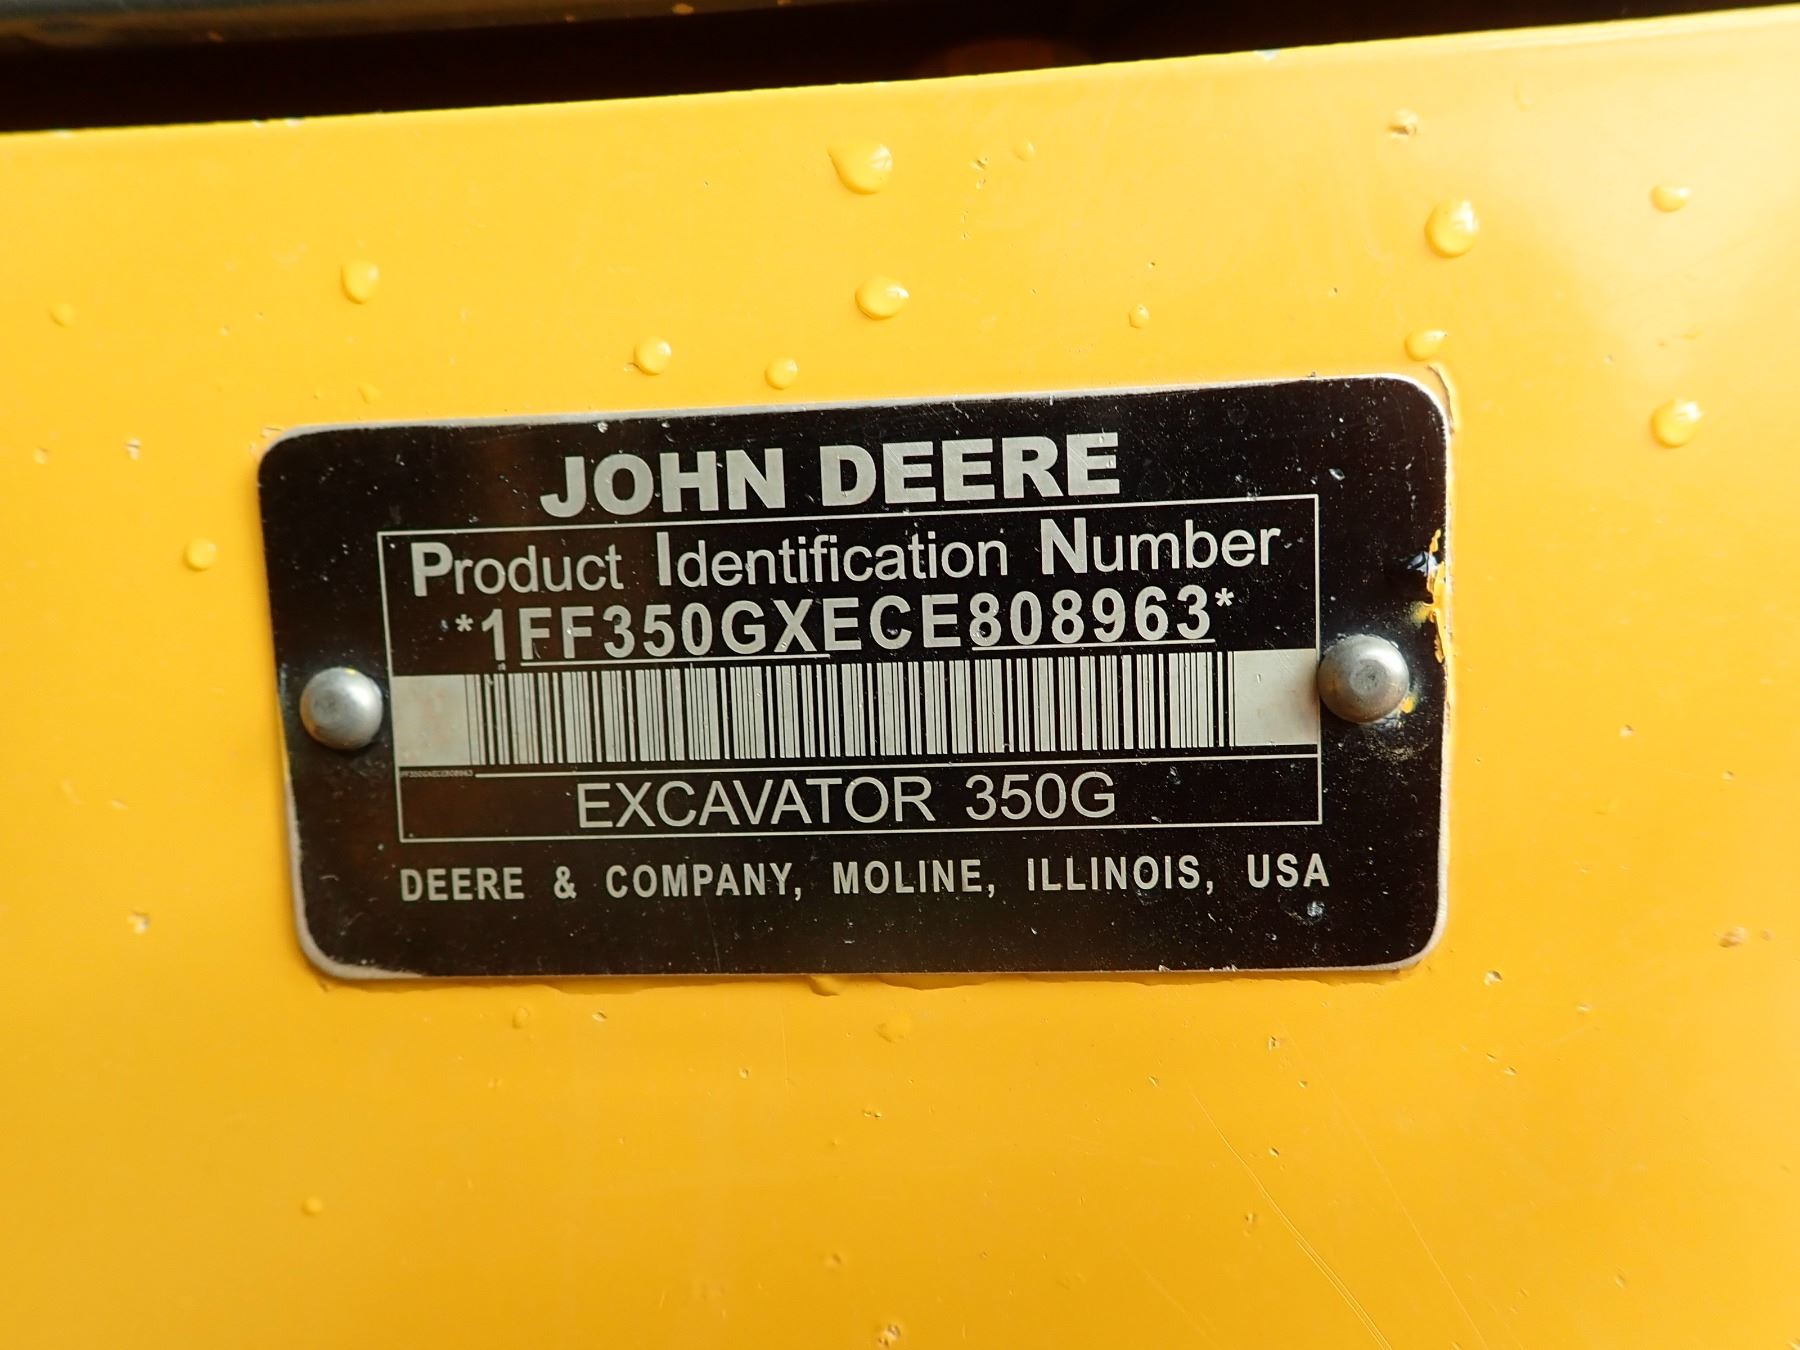 JOHN DEERE
Product Identification Number
*1FF350GXECE808963*
EXCAVATOR 350G
DEERE & COMPANY, MOLINE, ILLINOIS, USA